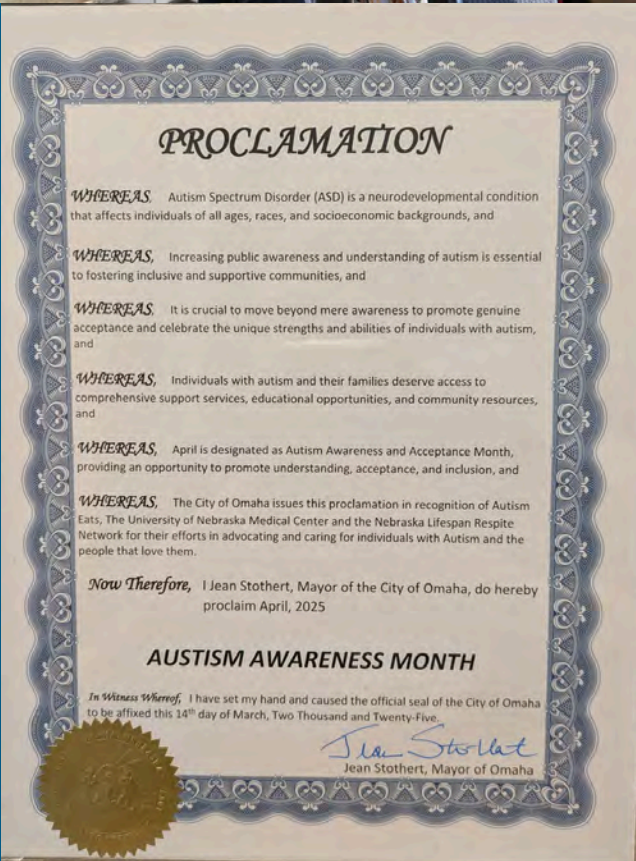 PROCLAMATION
WHEREAS, Autism Spectrum Disorder (ASD) is a neurodevelopmental condition
that affects individuals of all ages, races, and socioeconomic backgrounds, and
WHEREAS, Increasing public awareness and understanding of autism is essential
to fostering inclusive and supportive communities, and
WHEREAS, It is crucial to move beyond mere awareness to promote genuine
acceptance and celebrate the unique strengths and abilities of individuals with autism,
and
WHEREAS, Individuals with autism and their families deserve access to
comprehensive support services, educational opportunities, and community resources,
and
WHEREAS, April is designated as Autism Awareness and Acceptance Month,
providing an opportunity to promote understanding, acceptance, and inclusion, and
WHEREAS, The City of Omaha issues this proclamation in recognition of Autism
Eats, The University of Nebraska Medical Center and the Nebraska Lifespan Respite
Network for their efforts in advocating and caring for individuals with Autism and the
people that love them.
Now Therefore, I Jean Stothert, Mayor of the City of Omaha, do hereby
proclaim April, 2025
AUSTISM AWARENESS MONTH
In Witness Whereof, I have set my hand and caused the official seal of the City of Omaha
to be affixed this 14th day of March, Two Thousand and Twenty-Five.
Jean Stothert
Jean Stothert, Mayor of Omaha